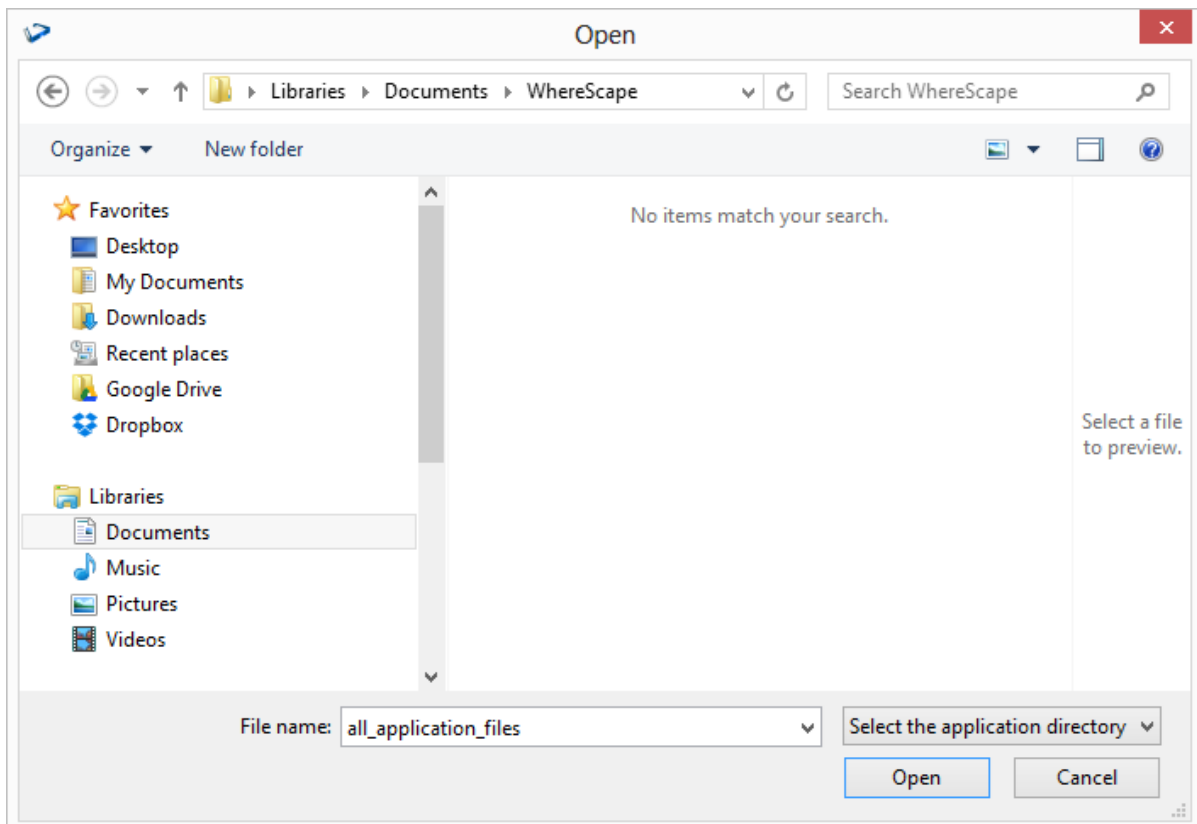 Open
Libraries Documents WhereScape
Search WhereScape
Organize
New folder
Favorites
Desktop
My Documents
Downloads
Recent places
Google Drive
Dropbox
Libraries
Documents
Music
Pictures
Videos
No items match your search.
Select a file
to preview.
File name: all_application_files
Select the application directory
Open
Cancel